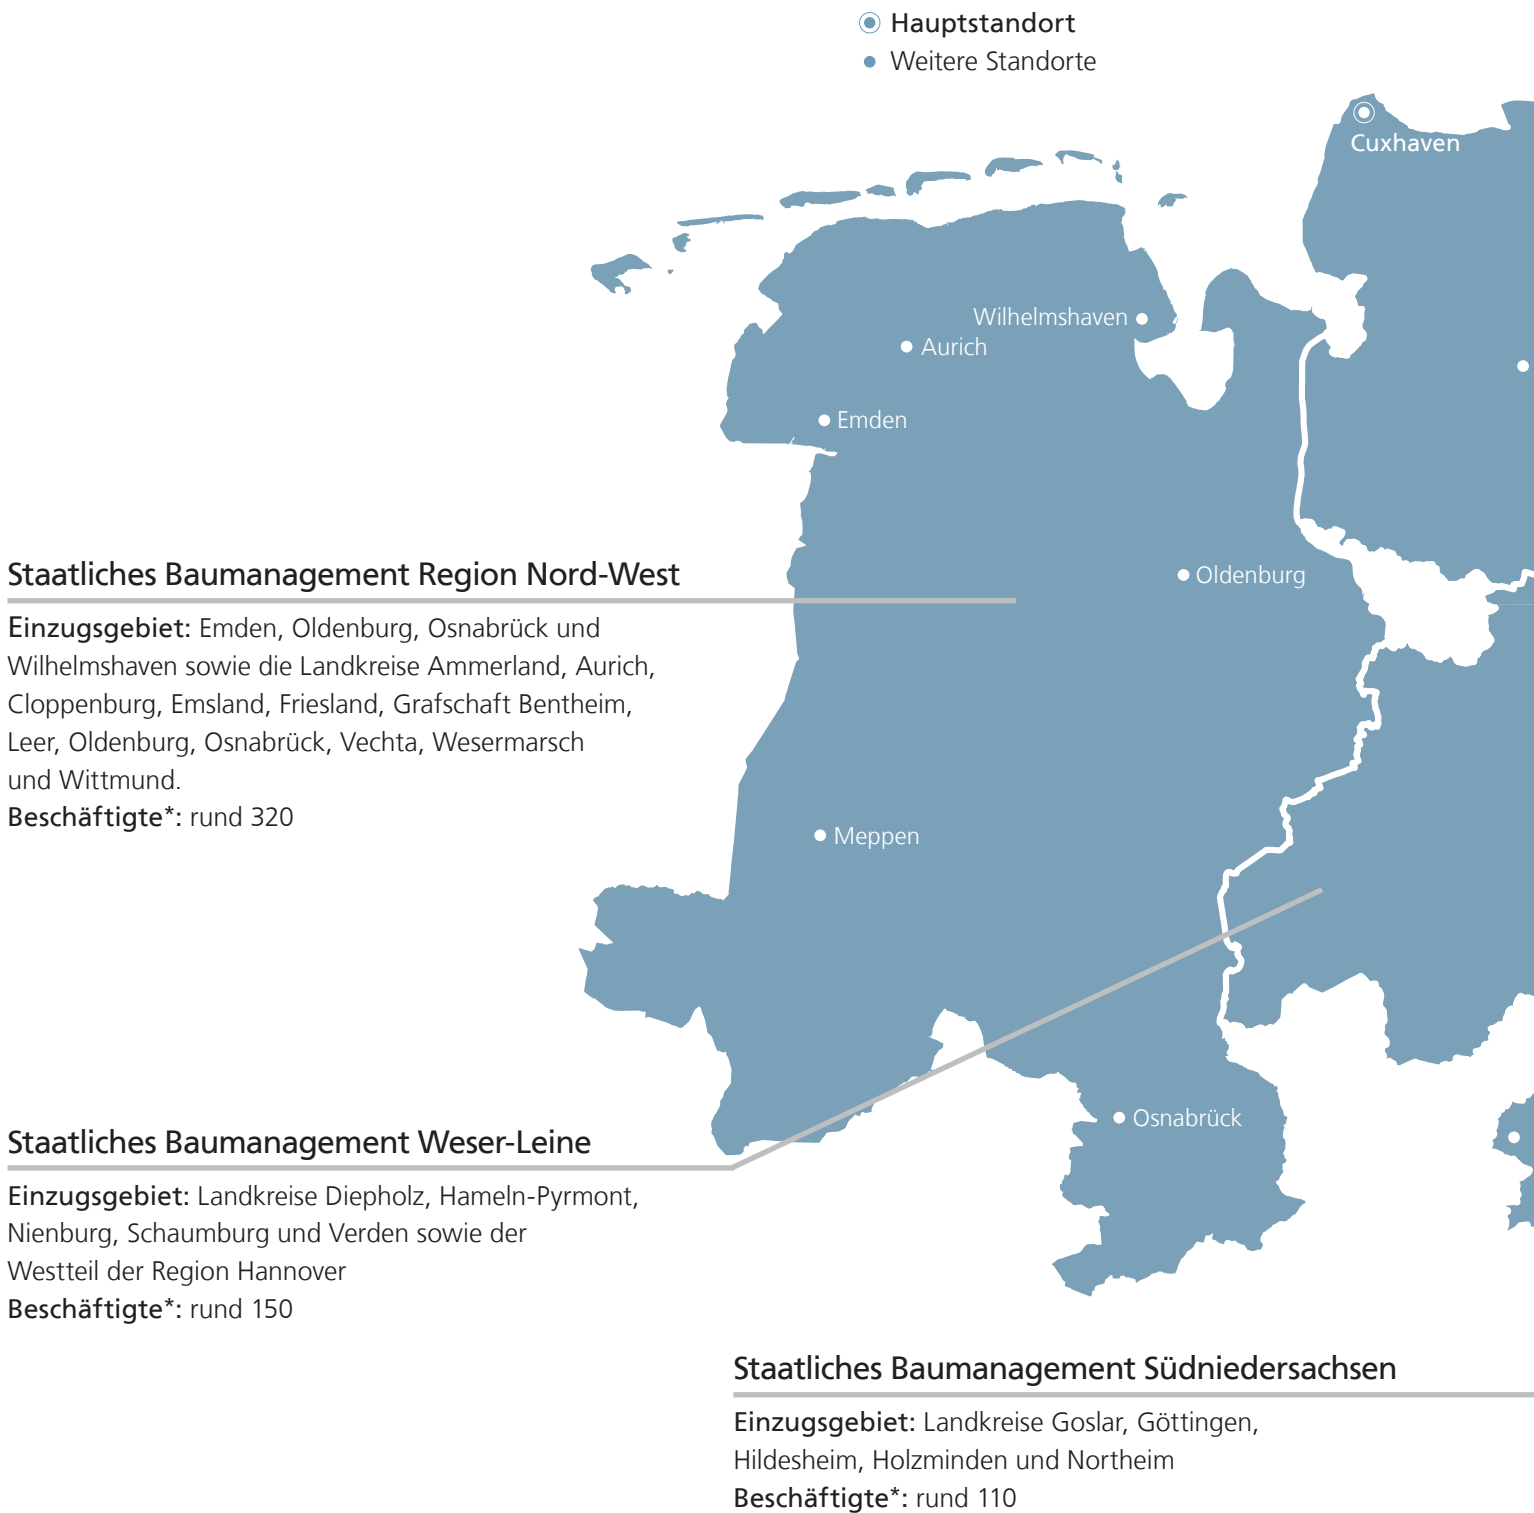 Hauptstandort
Weitere Standorte
Cuxhaven
Wilhelmshaven
Aurich
Emden
Oldenburg
Staatliches Baumanagement Region Nord-West
Einzugsgebiet: Emden, Oldenburg, Osnabrück und
Wilhelmshaven sowie die Landkreise Ammerland, Aurich,
Cloppenburg, Emsland, Friesland, Grafschaft Bentheim,
Leer, Oldenburg, Osnabrück, Vechta, Wesermarsch
und Wittmund.
Beschäftigte*: rund 320
Meppen
Osnabrück
Staatliches Baumanagement Weser-Leine
Einzugsgebiet: Landkreise Diepholz, Hameln-Pyrmont,
Nienburg, Schaumburg und Verden sowie der
Westteil der Region Hannover
Beschäftigte*: rund 150
Staatliches Baumanagement Südniedersachsen
Einzugsgebiet: Landkreise Goslar, Göttingen,
Hildesheim, Holzminden und Northeim
Beschäftigte*: rund 110